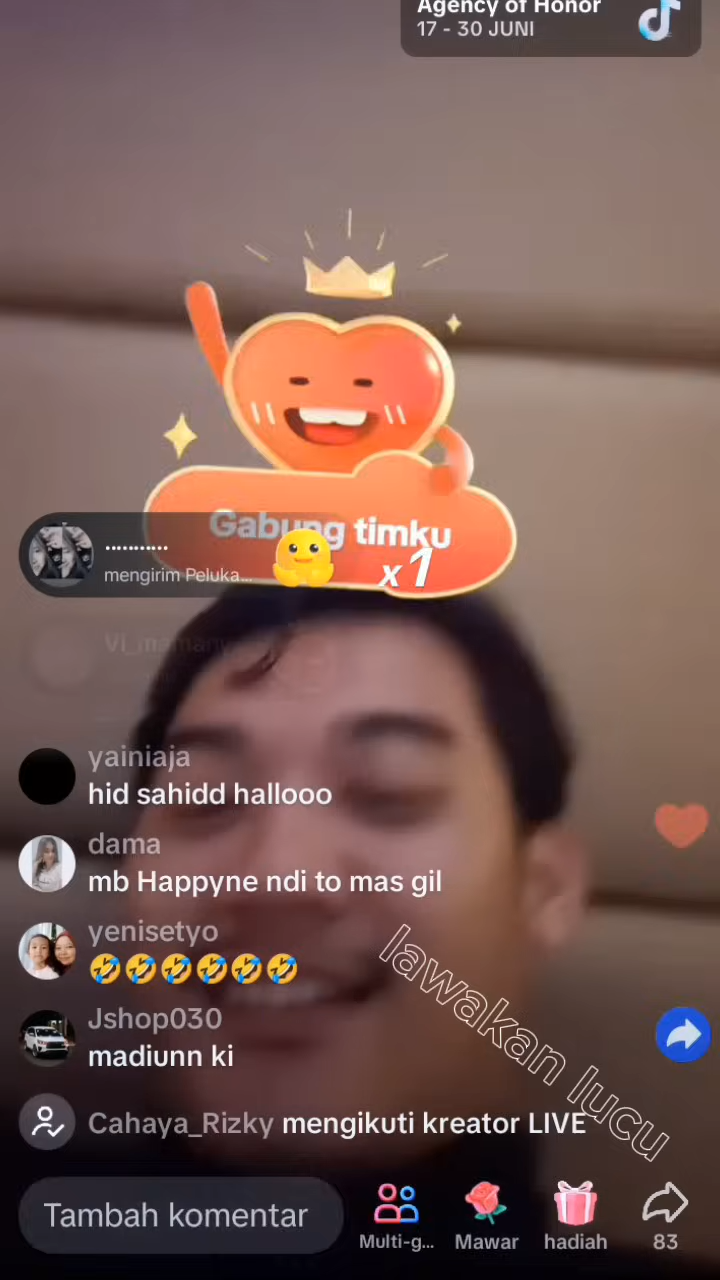 Agency of Honor
17 - 30 JUNI
Gabung timku
..........
mengirim Peluka...
x1
yainiaja
hid sahidd hallooo
dama
mb Happyne ndi to mas gil
yenisetyo
🤣🤣🤣🤣🤣🤣
Jshop030
madiunn ki
Cahaya_Rizky mengikuti kreator LIVE
lawakan lucu
Tambah komentar
Multi-g...
Mawar
hadiah
83